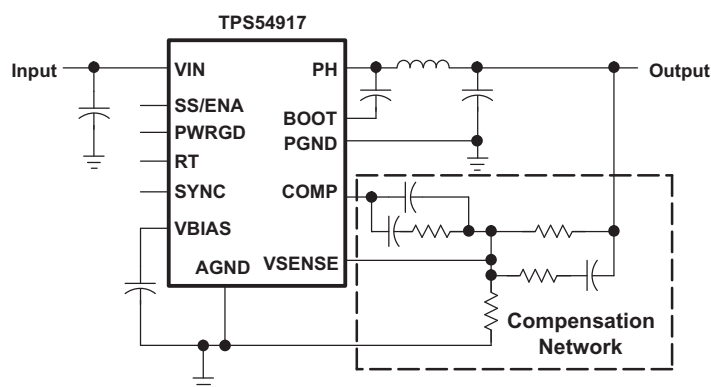 TPS54917
Input
VIN
PH
Output
SS/ENA
BOOT
PWRGD
PGND
RT
SYNC
COMP
VBIAS
VSENSE
AGND
Compensation
Network